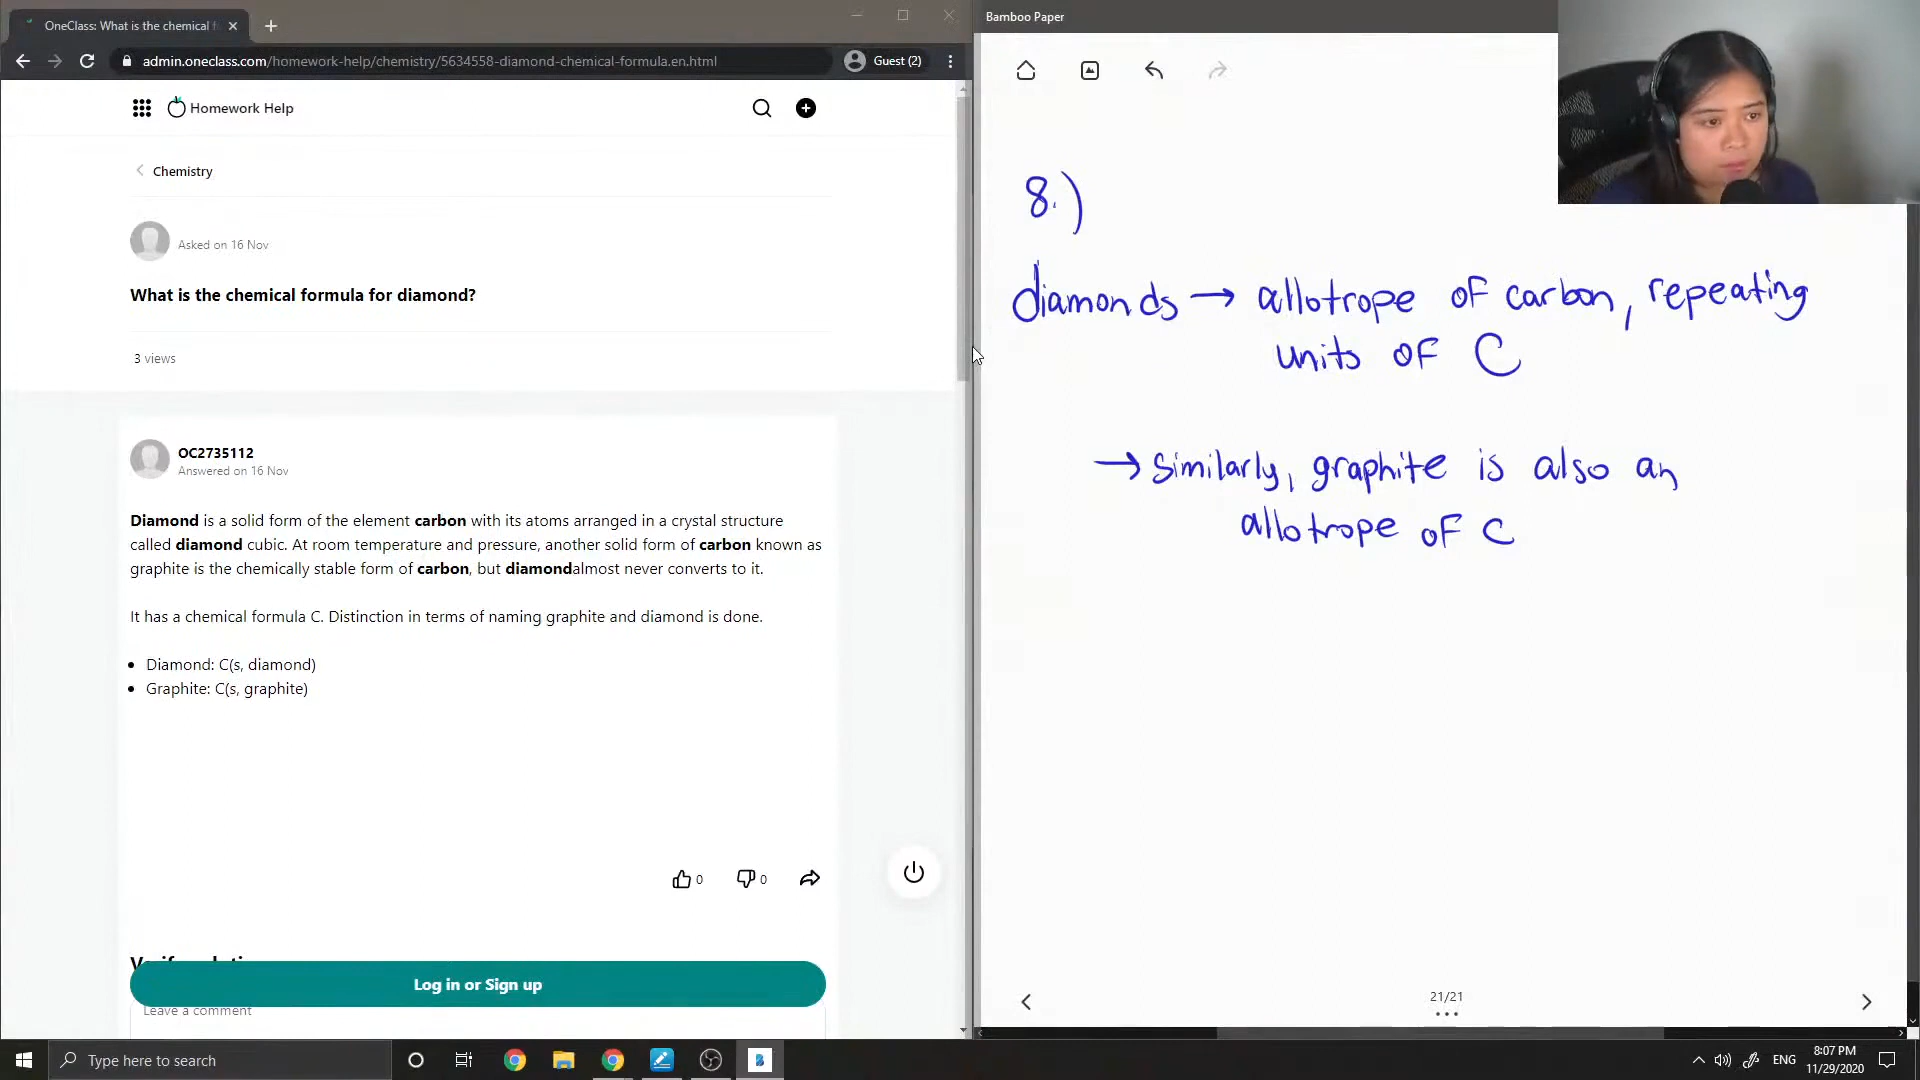 OneClass: What is the chemical f
admin.oneclass.com/homework-help/chemistry/5634558-diamond-chemical-formula.en.html
Guest (2)
Homework Help
Chemistry
Asked on 16 Nov
What is the chemical formula for diamond?
3 views
OC2735112
Answered on 16 Nov
Diamond is a solid form of the element carbon with its atoms arranged in a crystal structure
called diamond cubic. At room temperature and pressure, another solid form of carbon known as
graphite is the chemically stable form of carbon, but diamondalmost never converts to it.
It has a chemical formula C. Distinction in terms of naming graphite and diamond is done.
Diamond: C(s, diamond)
Graphite: C(s, graphite)
0
0
Log in or Sign up
Leave a comment
Bamboo Paper
8.)
diamonds → allotrope of carbon, repeating
units of C
→ Similarly, graphite is also an
allotrope of C
21/21
Type here to search
ENG
8:07 PM
11/29/2020